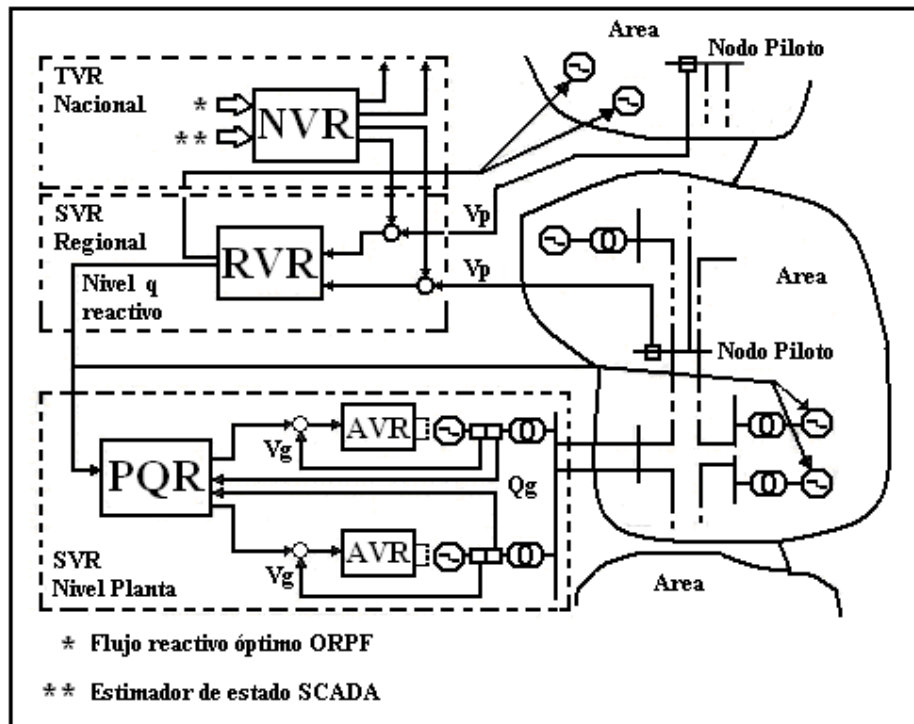 Area
Nodo Piloto
TVR
Nacional
*
**
NVR
SVR
Regional
Vp
RVR
Vp
Nivel q
reactivo
Area
Nodo Piloto
AVR
Vg
PQR
Qg
AVR
Vg
SVR
Nivel Planta
Area
* Flujo reactivo óptimo ORPF
** Estimador de estado SCADA